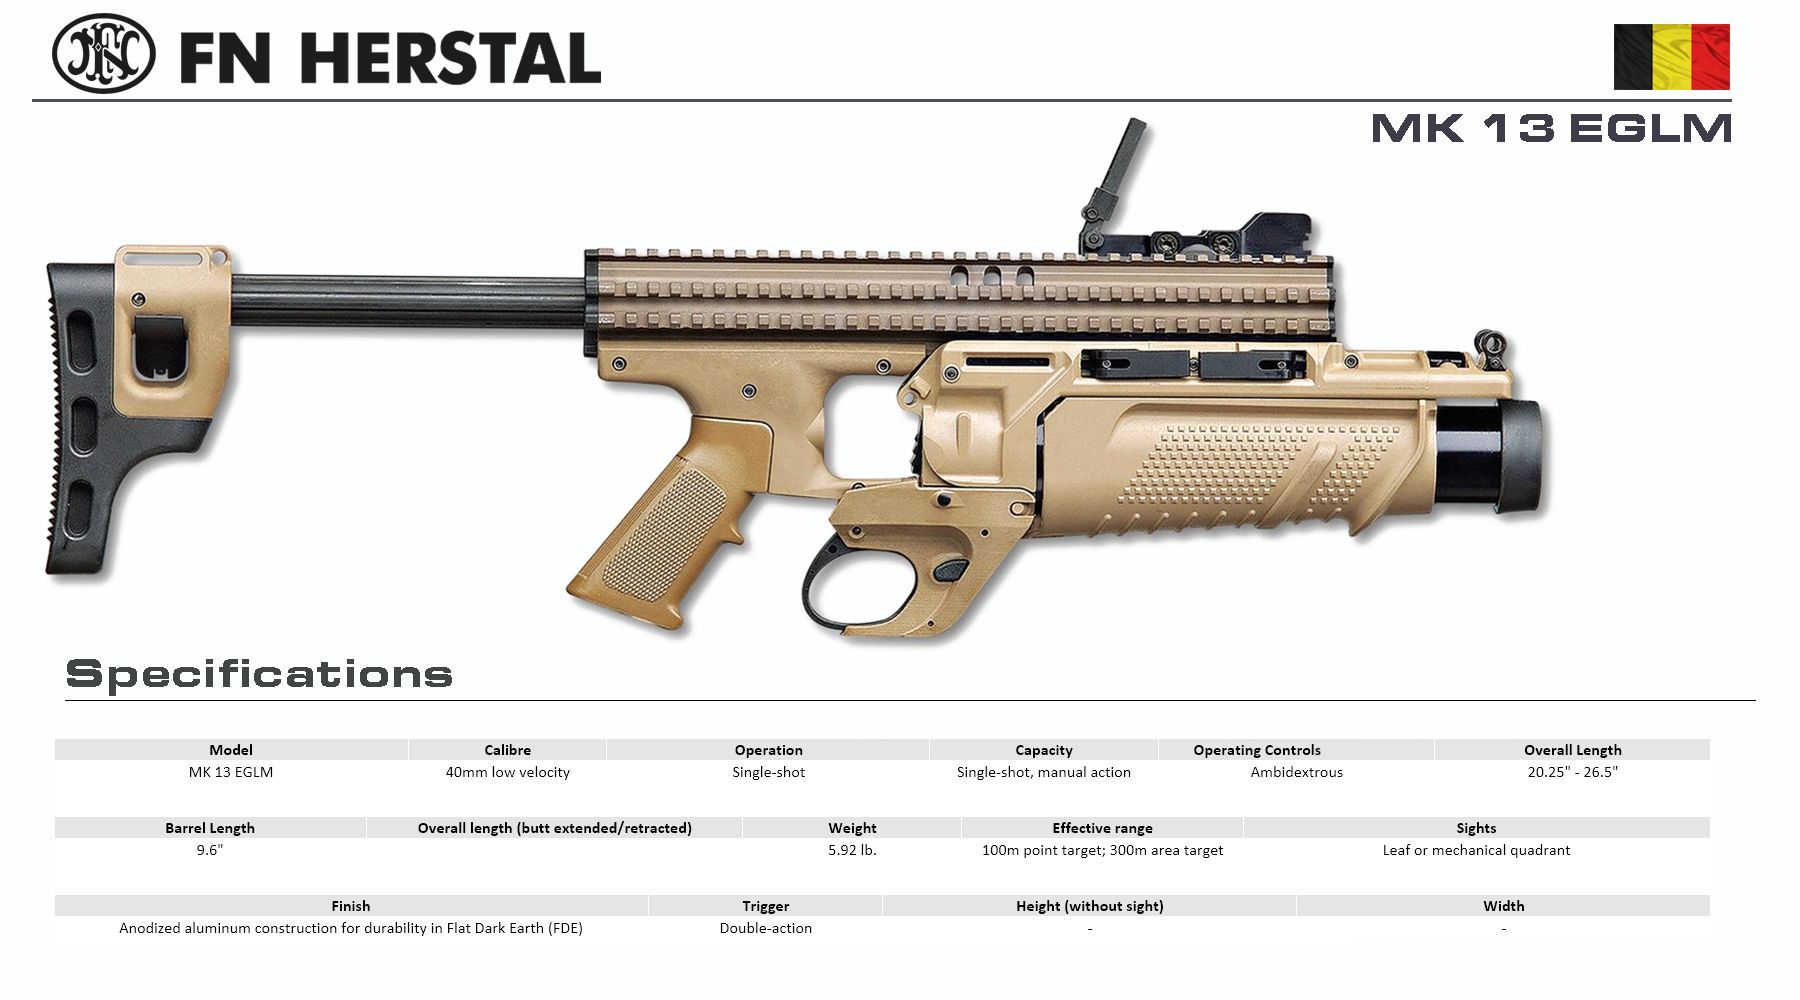 FN HERSTAL
MK 13 EGLM
Specifications
Model Calibre Operation Capacity Operating Controls Overall Length
MK 13 EGLM 40mm low velocity Single-shot Single-shot, manual action Ambidextrous 20.25" - 26.5"
Barrel Length Overall length (butt extended/retracted) Weight Effective range Sights
9.6" 5.92 lb. 100m point target; 300m area target Leaf or mechanical quadrant
Finish Trigger Height (without sight) Width
Anodized aluminum construction for durability in Flat Dark Earth (FDE) Double-action - -